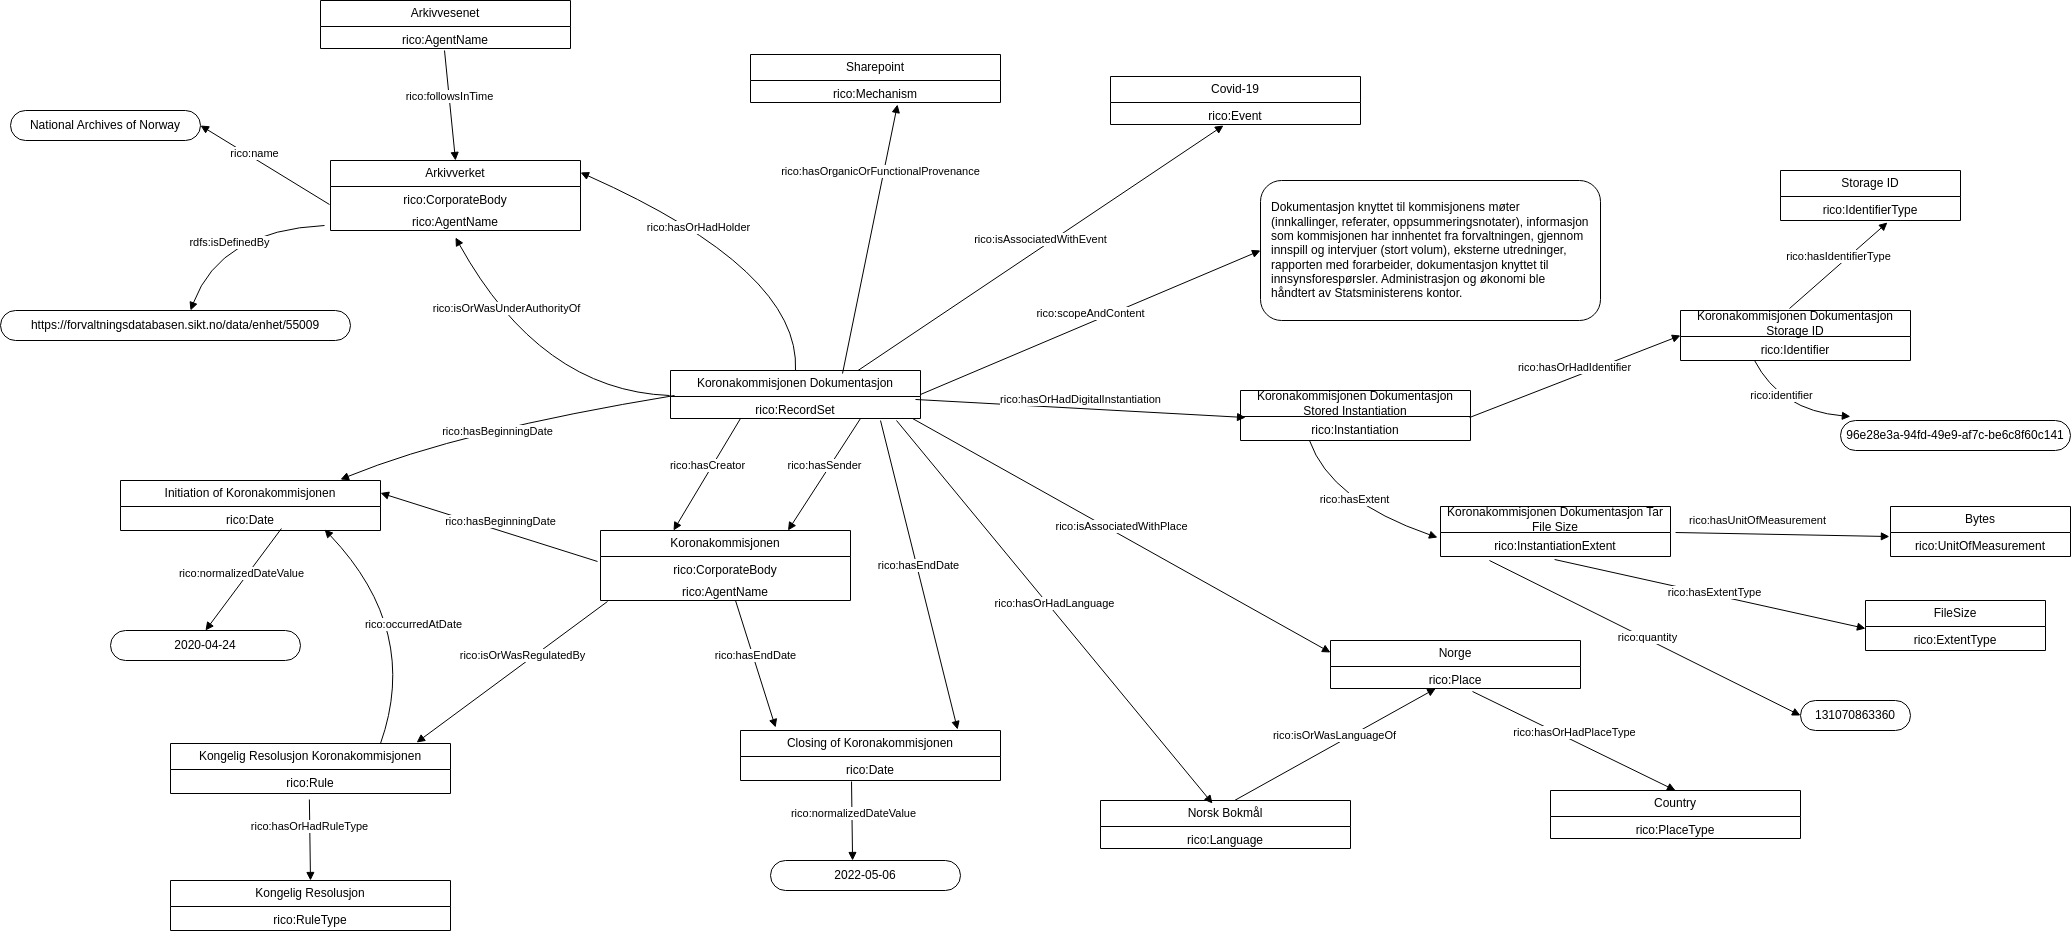 Arkivvesenet
rico:AgentName
Sharepoint
rico:Mechanism
Covid-19
rico:Event
rico:followsInTime
National Archives of Norway
rico:name
Arkivverket
rico:CorporateBody
rico:AgentName
rico:hasOrganicOrFunctionalProvenance
rico:hasOrHadHolder
rico:isAssociatedWithEvent
rdfs:isDefinedBy
Dokumentasjon knyttet til kommisjonens møter
(innkallinger, referater, oppsummeringsnotater), informasjon
som kommisjonen har innhentet fra forvaltningen, gjennom
innspill og intervjuer (stort volum), eksterne utredninger,
rapporten med forarbeider, dokumentasjon knyttet til
innsynsforespørsler. Administrasjon og økonomi ble
håndtert av Statsministerens kontor.
Storage ID
rico:IdentifierType
rico:hasIdentifierType
https://forvaltningsdatabasen.sikt.no/data/enhet/55009
rico:isOrWasUnderAuthorityOf
rico:scopeAndContent
Koronakommisjonen Dokumentasjon
Storage ID
rico:Identifier
rico:hasOrHadIdentifier
Koronakommisjonen Dokumentasjon
rico:RecordSet
rico:hasOrHadDigitalInstantiation
Koronakommisjonen Dokumentasjon
Stored Instantiation
rico:Instantiation
rico:identifier
96e28e3a-94fd-49e9-af7c-be6c8f60c141
rico:hasBeginningDate
rico:hasCreator
rico:hasSender
Initiation of Koronakommisjonen
rico:Date
rico:hasBeginningDate
rico:isAssociatedWithPlace
rico:hasExtent
Koronakommisjonen Dokumentasjon Tar
File Size
rico:InstantiationExtent
rico:hasUnitOfMeasurement
Bytes
rico:UnitOfMeasurement
Koronakommisjonen
rico:CorporateBody
rico:AgentName
rico:hasEndDate
rico:normalizedDateValue
rico:hasOrHadLanguage
rico:hasExtentType
FileSize
rico:ExtentType
2020-04-24
rico:occurredAtDate
rico:quantity
rico:isOrWasRegulatedBy
rico:hasEndDate
Norge
rico:Place
131070863360
Kongelig Resolusjon Koronakommisjonen
rico:Rule
Closing of Koronakommisjonen
rico:Date
rico:isOrWasLanguageOf
rico:hasOrHadPlaceType
rico:hasOrHadRuleType
rico:normalizedDateValue
Norsk Bokmål
rico:Language
Country
rico:PlaceType
2022-05-06
Kongelig Resolusjon
rico:RuleType